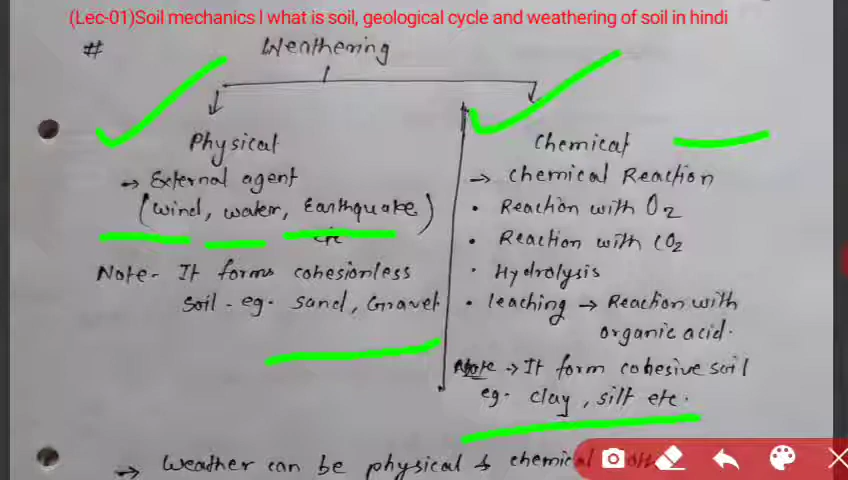 (Lec-01)Soil mechanics | what is soil, geological cycle and weathering of soil in hindi
# Weathering
Physical
→ External agent
(Wind, water, Earthquake)
etc
Note- It forms cohesionless
soil - eg. sand, Gravel
Chemical
→ Chemical Reaction
• Reaction with O2
• Reaction with CO2
• Hydrolysis
• leaching → Reaction with
organic acid.
Note → It form cohesive soil
eg. clay, silt etc.
→ Weather can be physical & chemical